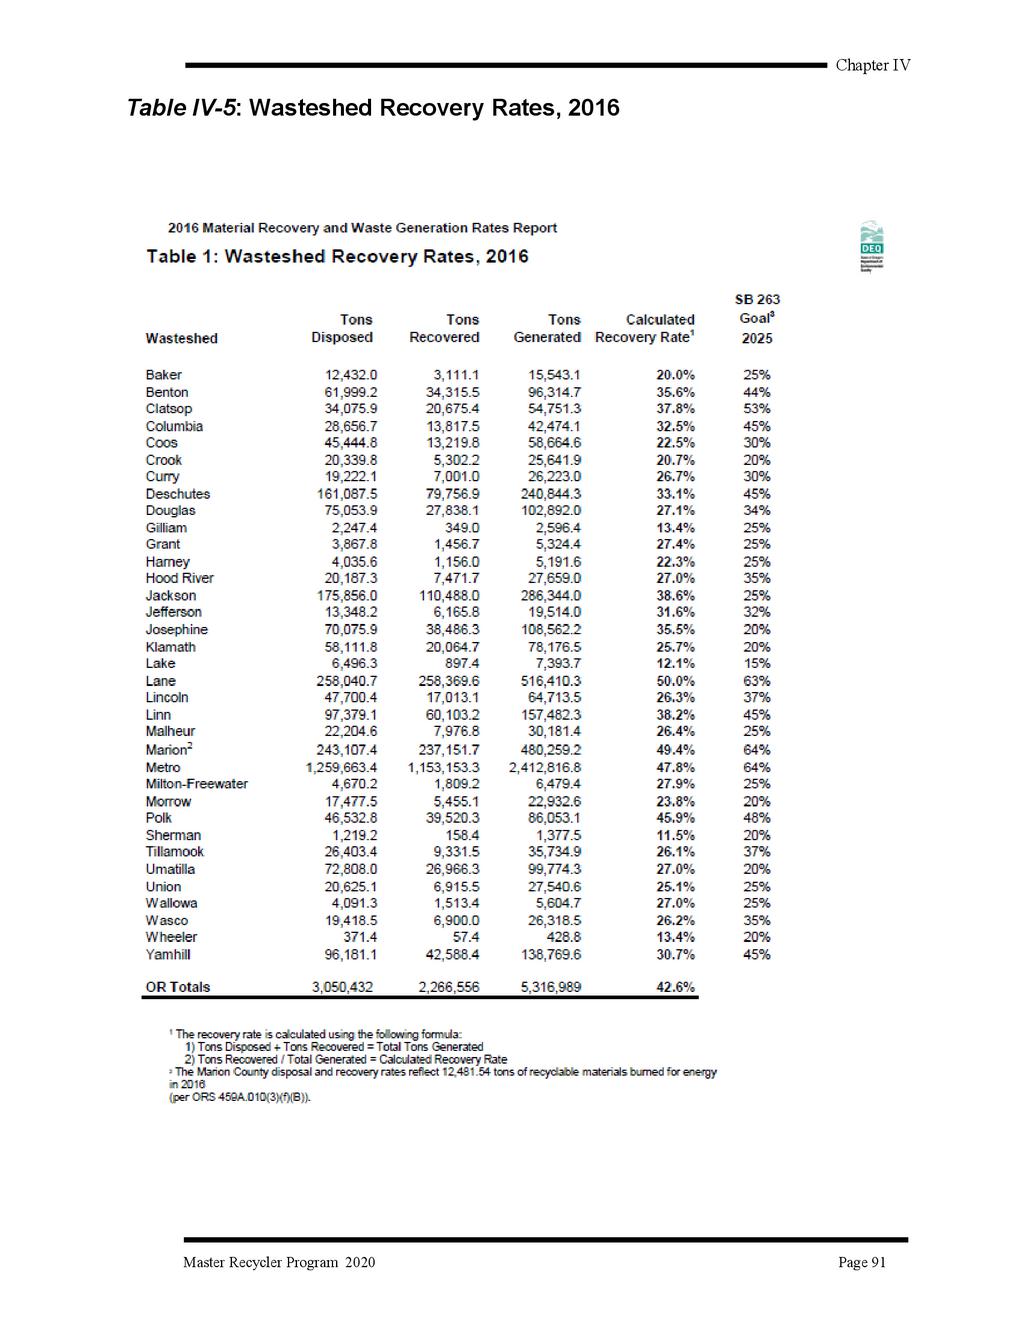 Chapter IV
Table IV-5: Wasteshed Recovery Rates, 2016
2016 Material Recovery and Waste Generation Rates Report
Table 1: Wasteshed Recovery Rates, 2016
DEQ
State of Oregon
Department of
Environmental
Quality
SB 263
Tons Tons Tons Calculated Goal³
Wasteshed Disposed Recovered Generated Recovery Rate¹ 2025
Baker 12,432.0 3,111.1 15,543.1 20.0% 25%
Benton 61,999.2 34,315.5 96,314.7 35.6% 44%
Clatsop 34,075.9 20,675.4 54,751.3 37.8% 53%
Columbia 28,656.7 13,817.5 42,474.1 32.5% 45%
Coos 45,444.8 13,219.8 58,664.6 22.5% 30%
Crook 20,339.8 5,302.2 25,641.9 20.7% 20%
Curry 19,222.1 7,001.0 26,223.0 26.7% 30%
Deschutes 161,087.5 79,756.9 240,844.3 33.1% 45%
Douglas 75,053.9 27,838.1 102,892.0 27.1% 34%
Gilliam 2,247.4 349.0 2,596.4 13.4% 25%
Grant 3,867.8 1,456.7 5,324.4 27.4% 25%
Harney 4,035.6 1,156.0 5,191.6 22.3% 25%
Hood River 20,187.3 7,471.7 27,659.0 27.0% 35%
Jackson 175,856.0 110,488.0 286,344.0 38.6% 25%
Jefferson 13,348.2 6,165.8 19,514.0 31.6% 32%
Josephine 70,075.9 38,486.3 108,562.2 35.5% 20%
Klamath 58,111.8 20,064.7 78,176.5 25.7% 20%
Lake 6,496.3 897.4 7,393.7 12.1% 15%
Lane 258,040.7 258,369.6 516,410.3 50.0% 63%
Lincoln 47,700.4 17,013.1 64,713.5 26.3% 37%
Linn 97,379.1 60,103.2 157,482.3 38.2% 45%
Malheur 22,204.6 7,976.8 30,181.4 26.4% 25%
Marion² 243,107.4 237,151.7 480,259.2 49.4% 64%
Metro 1,259,663.4 1,153,153.3 2,412,816.8 47.8% 64%
Milton-Freewater 4,670.2 1,809.2 6,479.4 27.9% 25%
Morrow 17,477.5 5,455.1 22,932.6 23.8% 20%
Polk 46,532.8 39,520.3 86,053.1 45.9% 48%
Sherman 1,219.2 158.4 1,377.5 11.5% 20%
Tillamook 26,403.4 9,331.5 35,734.9 26.1% 37%
Umatilla 72,808.0 26,966.3 99,774.3 27.0% 20%
Union 20,625.1 6,915.5 27,540.6 25.1% 25%
Wallowa 4,091.3 1,513.4 5,604.7 27.0% 25%
Wasco 19,418.5 6,900.0 26,318.5 26.2% 35%
Wheeler 371.4 57.4 428.8 13.4% 20%
Yamhill 96,181.1 42,588.4 138,769.6 30.7% 45%
OR Totals 3,050,432 2,266,556 5,316,989 42.6%
¹ The recovery rate is calculated using the following formula:
1) Tons Disposed + Tons Recovered = Total Tons Generated
2) Tons Recovered / Total Generated = Calculated Recovery Rate
² The Marion County disposal and recovery rates reflect 12,481.54 tons of recyclable materials burned for energy
in 2016
(per ORS 459A.010(3)(f)(B)).
Master Recycler Program 2020 Page 91